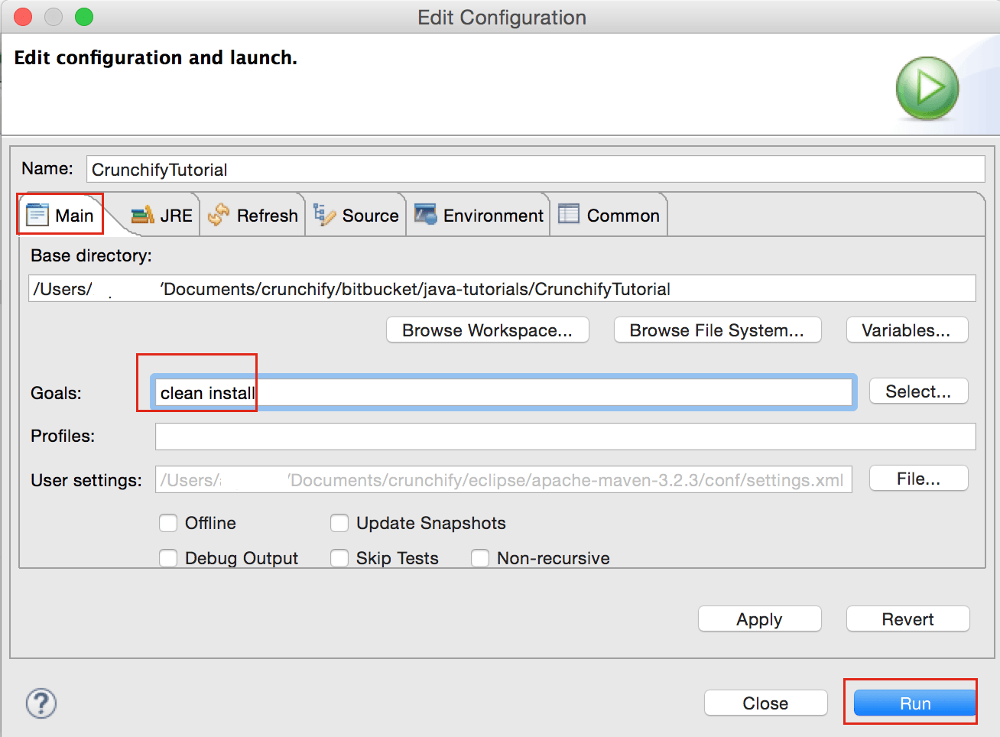 Edit Configuration
Edit configuration and launch.
Name: CrunchifyTutorial
Main JRE Refresh Source Environment Common
Base directory:
/Users/ /Documents/crunchify/bitbucket/java-tutorials/CrunchifyTutorial
Browse Workspace... Browse File System... Variables...
Goals: clean install Select...
Profiles:
User settings: /Users/ /Documents/crunchify/eclipse/apache-maven-3.2.3/conf/settings.xml File...
Offline Update Snapshots
Debug Output Skip Tests Non-recursive
Apply Revert
? Close Run